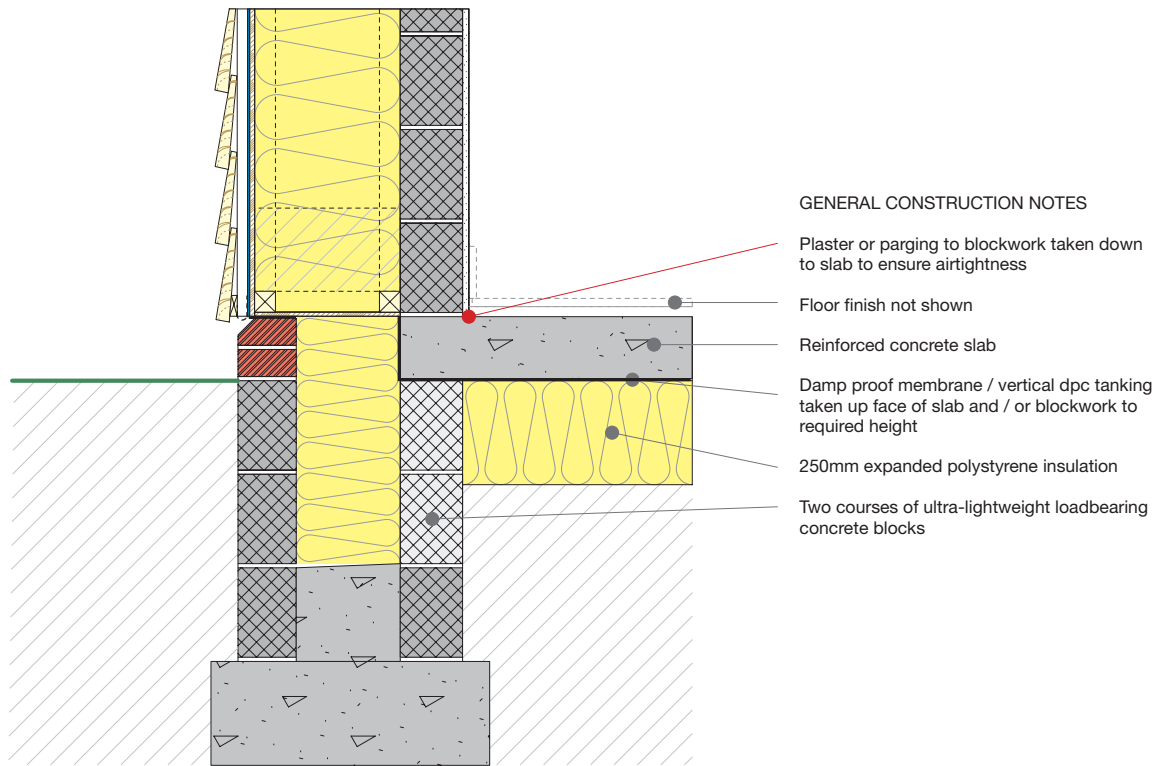 GENERAL CONSTRUCTION NOTES
Plaster or parging to blockwork taken down
to slab to ensure airtightness
Floor finish not shown
Reinforced concrete slab
Damp proof membrane / vertical dpc tanking
taken up face of slab and / or blockwork to
required height
250mm expanded polystyrene insulation
Two courses of ultra-lightweight loadbearing
concrete blocks